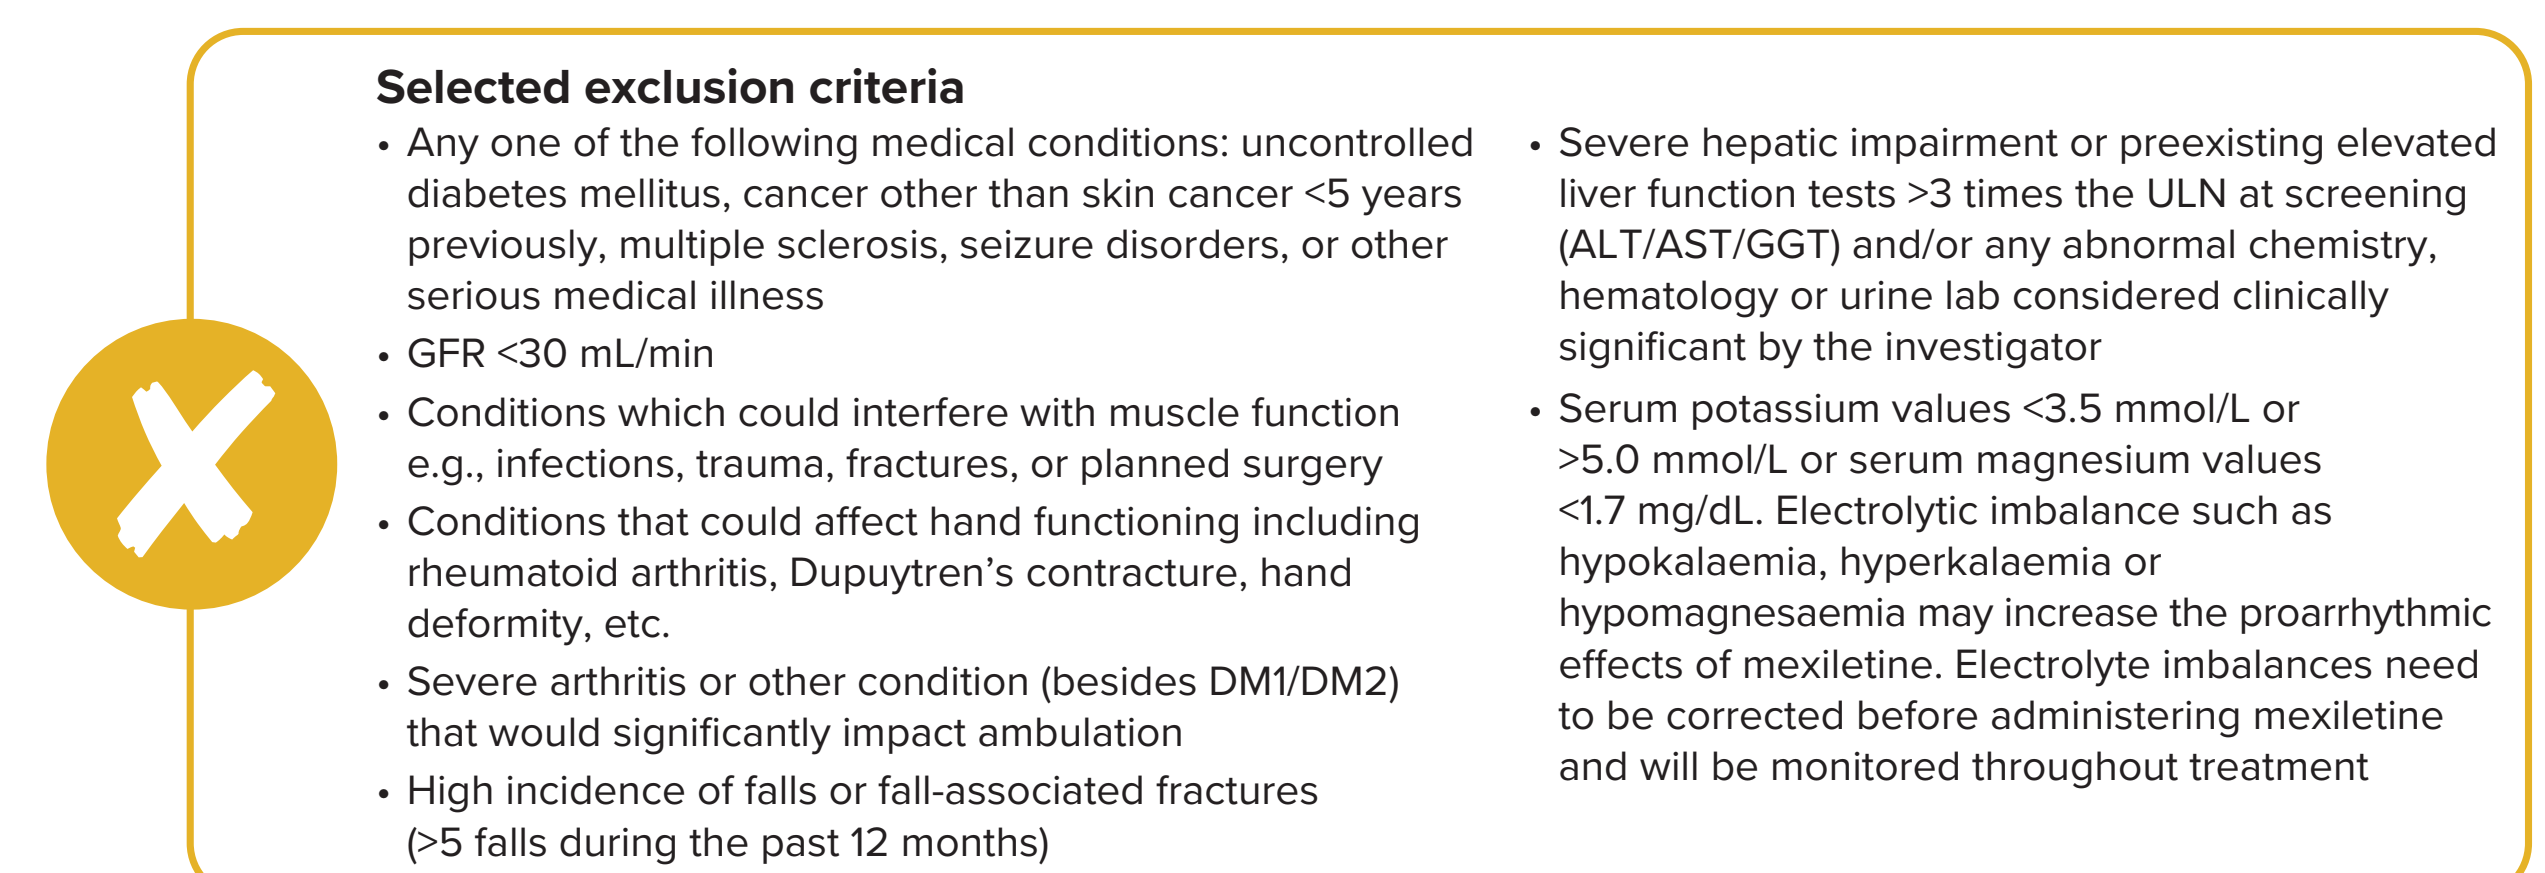 Selected exclusion criteria
• Any one of the following medical conditions: uncontrolled
diabetes mellitus, cancer other than skin cancer <5 years
previously, multiple sclerosis, seizure disorders, or other
serious medical illness
• GFR <30 mL/min
• Conditions which could interfere with muscle function
e.g., infections, trauma, fractures, or planned surgery
• Conditions that could affect hand functioning including
rheumatoid arthritis, Dupuytren’s contracture, hand
deformity, etc.
• Severe arthritis or other condition (besides DM1/DM2)
that would significantly impact ambulation
• High incidence of falls or fall-associated fractures
(>5 falls during the past 12 months)
• Severe hepatic impairment or preexisting elevated
liver function tests >3 times the ULN at screening
(ALT/AST/GGT) and/or any abnormal chemistry,
hematology or urine lab considered clinically
significant by the investigator
• Serum potassium values <3.5 mmol/L or
>5.0 mmol/L or serum magnesium values
<1.7 mg/dL. Electrolytic imbalance such as
hypokalaemia, hyperkalaemia or
hypomagnesaemia may increase the proarrhythmic
effects of mexiletine. Electrolyte imbalances need
to be corrected before administering mexiletine
and will be monitored throughout treatment